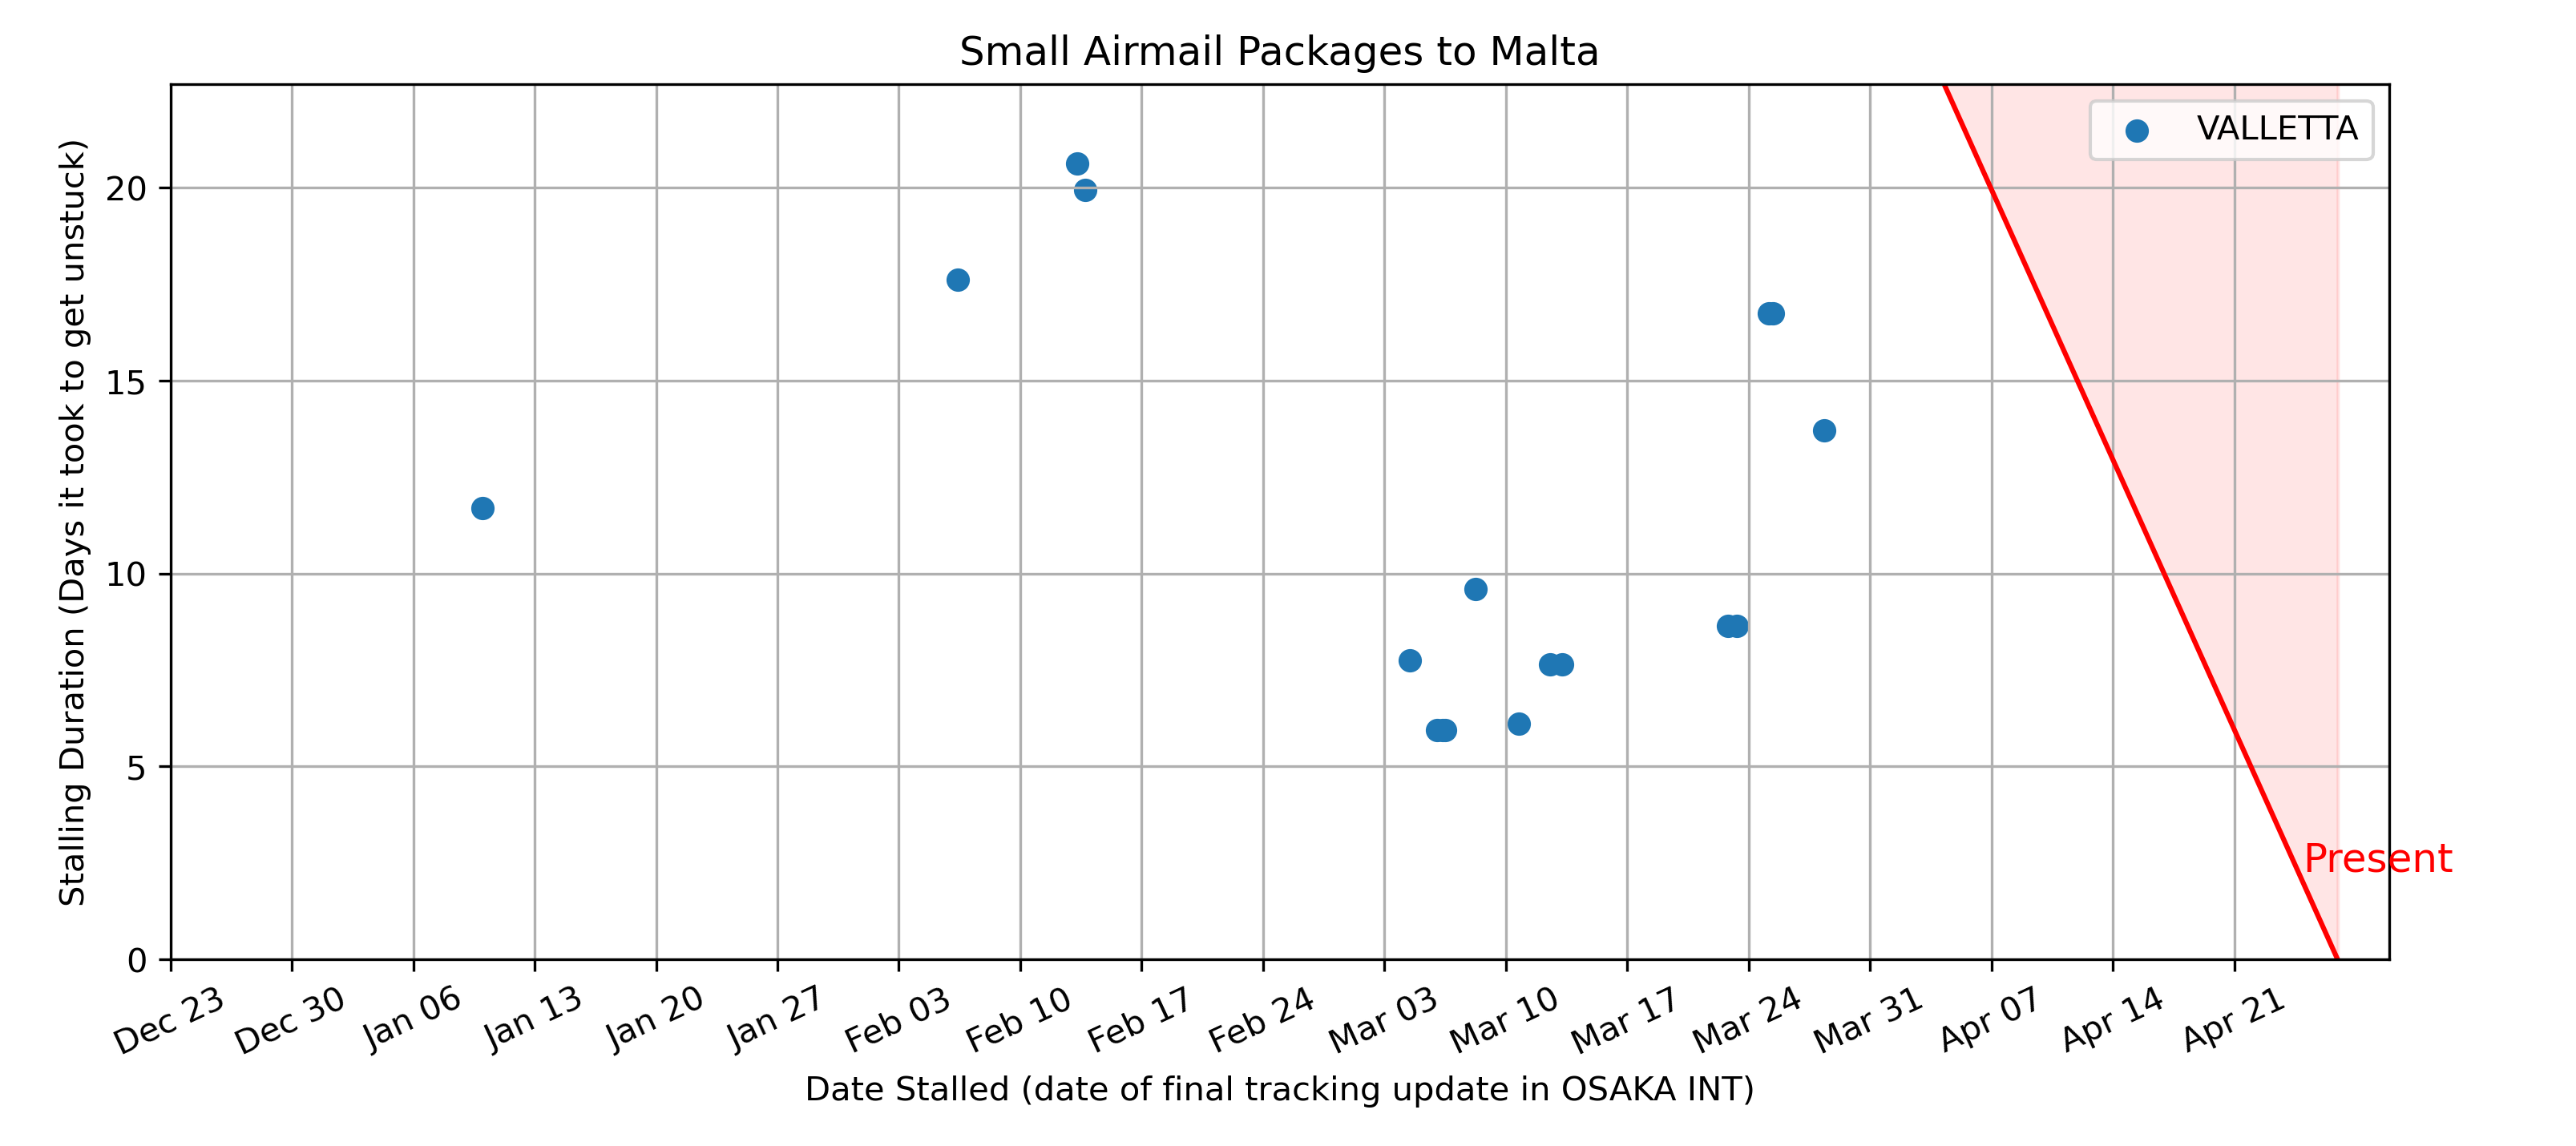 Small Airmail Packages to Malta
VALLETTA
Stalling Duration (Days it took to get unstuck)
20
15
10
5
0
Present
Dec 23
Dec 30
Jan 06
Jan 13
Jan 20
Jan 27
Feb 03
Feb 10
Feb 17
Feb 24
Mar 03
Mar 10
Mar 17
Mar 24
Mar 31
Apr 07
Apr 14
Apr 21
Date Stalled (date of final tracking update in OSAKA INT)